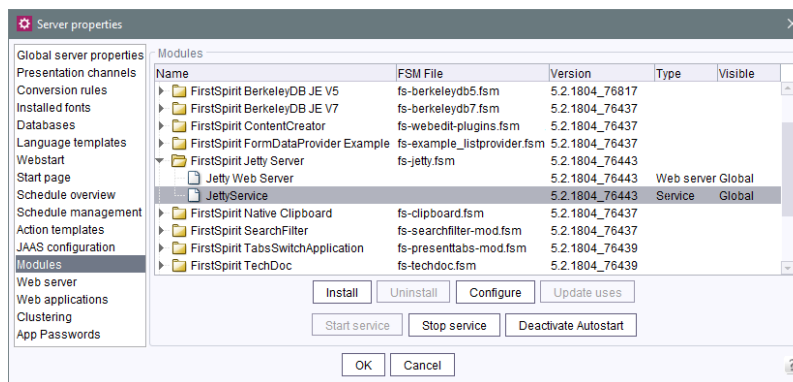 Server properties
Global server properties
Presentation channels
Conversion rules
Installed fonts
Databases
Language templates
Webstart
Start page
Schedule overview
Schedule management
Action templates
JAAS configuration
Modules
Web server
Web applications
Clustering
App Passwords
Modules
Name FSM File Version Type Visible
FirstSpirit BerkeleyDB JE V5 fs-berkeleydb5.fsm 5.2.1804_76817
FirstSpirit BerkeleyDB JE V7 fs-berkeleydb7.fsm 5.2.1804_76437
FirstSpirit ContentCreator fs-webedit-plugins.fsm 5.2.1804_76437
FirstSpirit FormDataProvider Example fs-example_listprovider.fsm 5.2.1804_76437
FirstSpirit Jetty Server fs-jetty.fsm 5.2.1804_76443
Jetty Web Server 5.2.1804_76443 Web server Global
JettyService 5.2.1804_76443 Service Global
FirstSpirit Native Clipboard fs-clipboard.fsm 5.2.1804_76437
FirstSpirit SearchFilter fs-searchfilter-mod.fsm 5.2.1804_76437
FirstSpirit TabsSwitchApplication fs-presenttabs-mod.fsm 5.2.1804_76439
FirstSpirit TechDoc fs-techdoc.fsm 5.2.1804_76439
Install Uninstall Configure Update uses
Start service Stop service Deactivate Autostart
OK Cancel